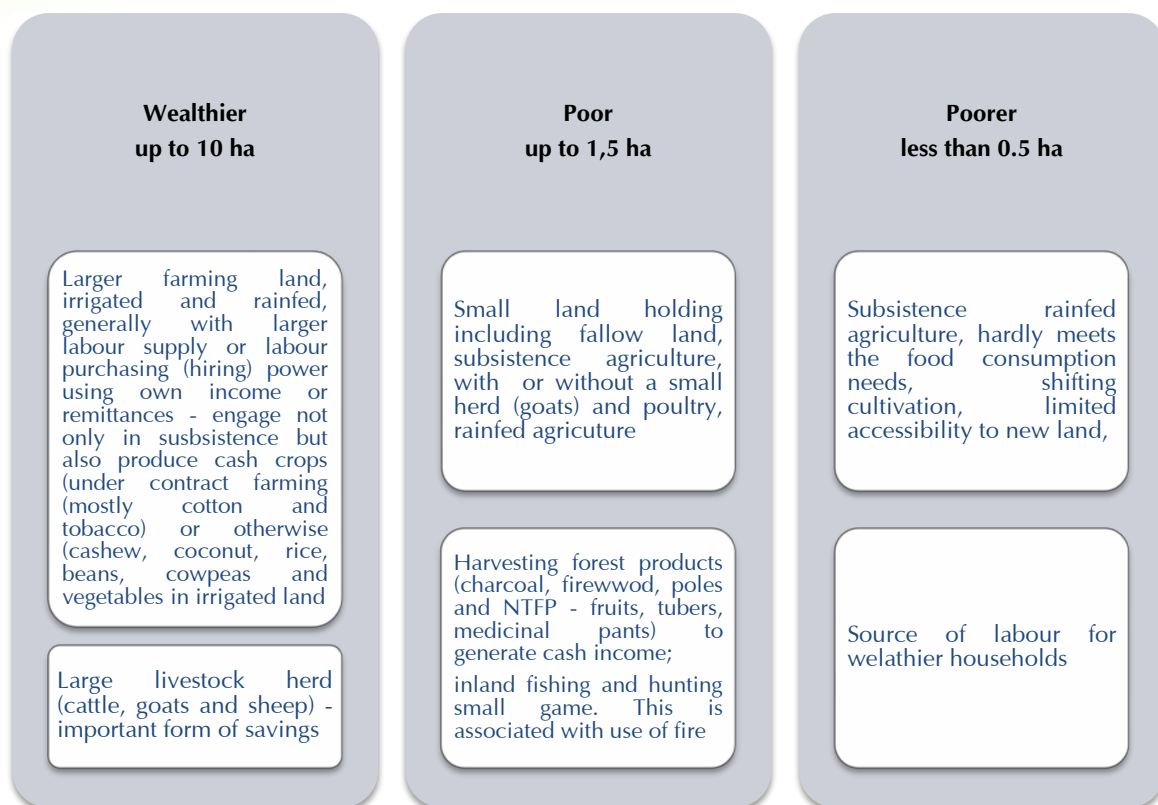 Wealthier
up to 10 ha
Larger farming land,
irrigated and rainfed,
generally with larger
labour supply or labour
purchasing (hiring) power
using own income or
remittances - engage not
only in susbsistence but
also produce cash crops
(under contract farming
(mostly cotton and
tobacco) or otherwise
(cashew, coconut, rice,
beans, cowpeas and
vegetables in irrigated land
Large livestock herd
(cattle, goats and sheep) -
important form of savings
Poor
up to 1,5 ha
Small land holding
including fallow land,
subsistence agriculture,
with or without a small
herd (goats) and poultry,
rainfed agricuture
Harvesting forest products
(charcoal, firewwod, poles
and NTFP - fruits, tubers,
medicinal pants) to
generate cash income;
inland fishing and hunting
small game. This is
associated with use of fire
Poorer
less than 0.5 ha
Subsistence rainfed
agriculture, hardly meets
the food consumption
needs, shifting
cultivation, limited
accessibility to new land,
Source of labour for
welathier households